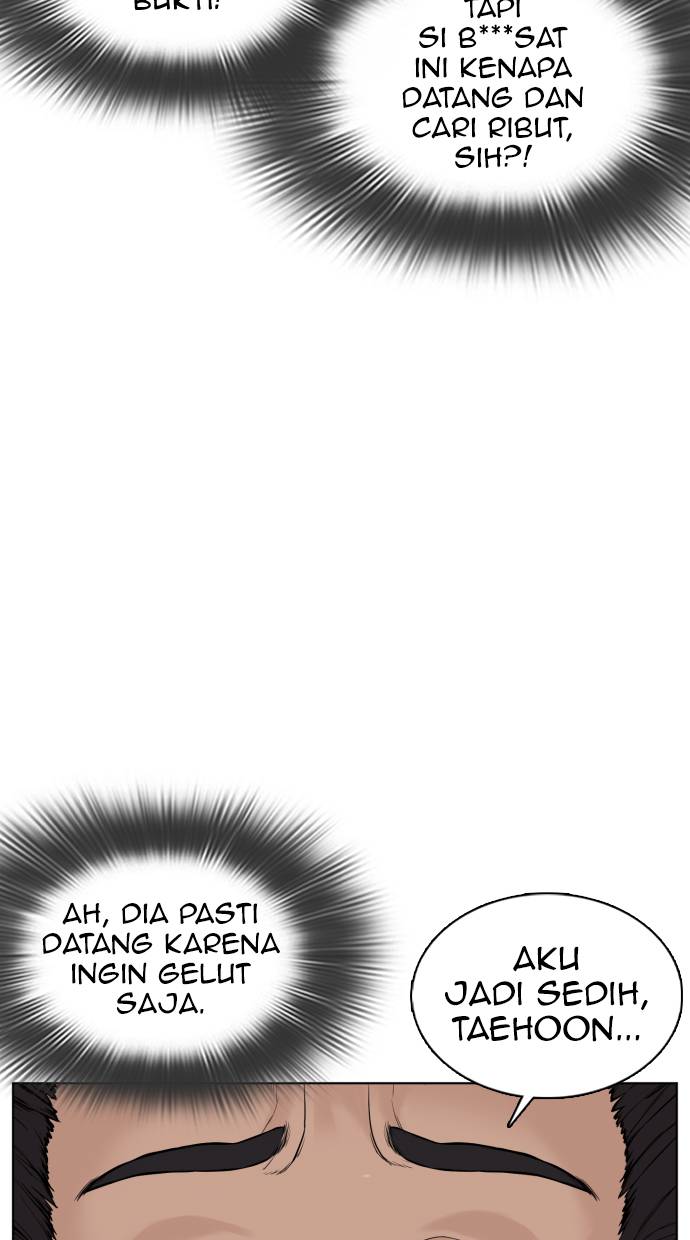 BUKTI!
TAPI
SI B***SAT
INI KENAPA
DATANG DAN
CARI RIBUT,
SIH?!
AH, DIA PASTI
DATANG KARENA
INGIN GELUT
SAJA.
AKU
JADI SEDIH,
TAEHOON...